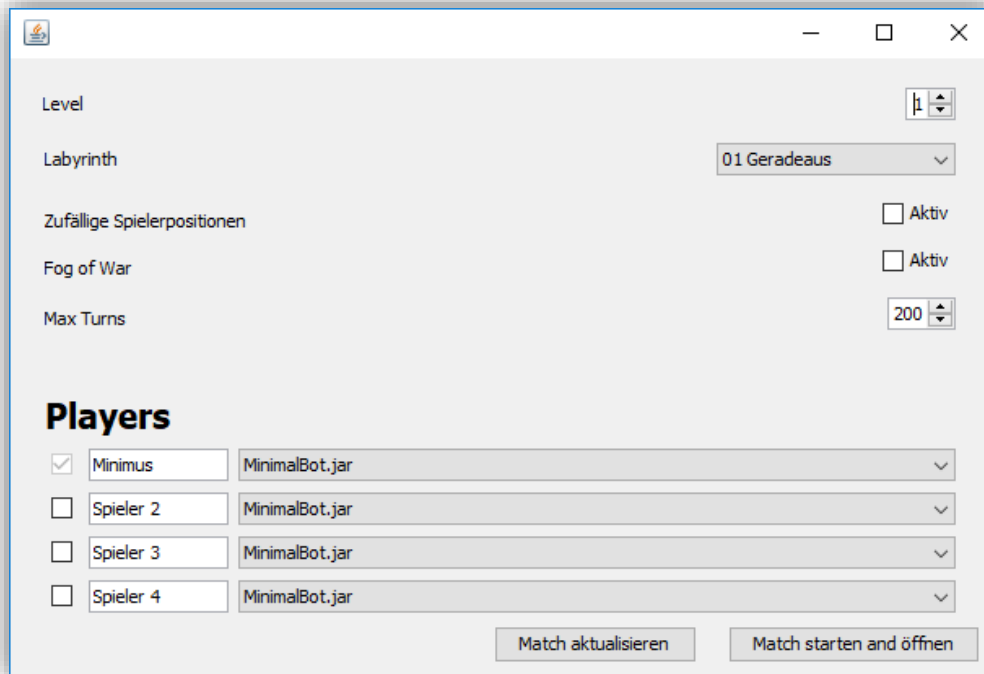 Level 1
Labyrinth 01 Geradeaus
Zufällige Spielerpositionen Aktiv
Fog of War Aktiv
Max Turns 200
Players
Minimus MinimalBot.jar
Spieler 2 MinimalBot.jar
Spieler 3 MinimalBot.jar
Spieler 4 MinimalBot.jar
Match aktualisieren Match starten and öffnen